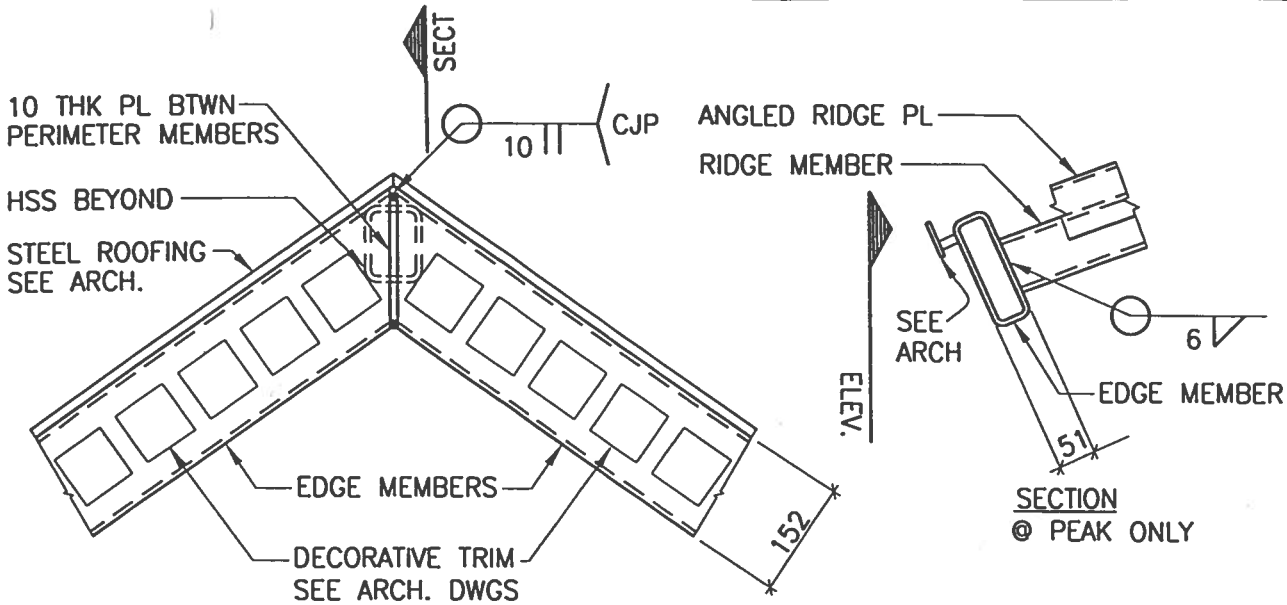 SECT
10 THK PL BTWN
PERIMETER MEMBERS
10
CJP
HSS BEYOND
STEEL ROOFING
SEE ARCH.
EDGE MEMBERS
DECORATIVE TRIM
SEE ARCH. DWGS
152
ANGLED RIDGE PL
RIDGE MEMBER
SEE
ARCH
6
ELEV.
EDGE MEMBER
51
SECTION
@ PEAK ONLY